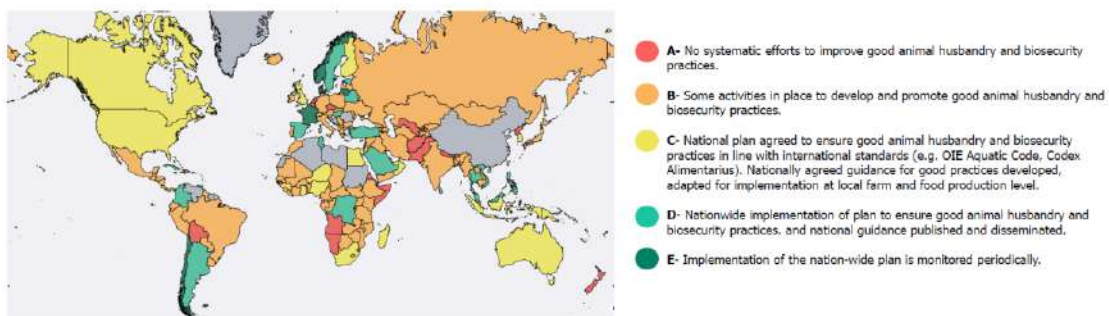 A- No systematic efforts to improve good animal husbandry and biosecurity
practices.
B- Some activities in place to develop and promote good animal husbandry and
biosecurity practices.
C- National plan agreed to ensure good animal husbandry and biosecurity
practices in line with international standards (e.g. OIE Aquatic Code, Codex
Alimentarius). Nationally agreed guidance for good practices developed,
adapted for implementation at local farm and food production level.
D- Nationwide implementation of plan to ensure good animal husbandry and
biosecurity practices. and national guidance published and disseminated.
E- Implementation of the nation-wide plan is monitored periodically.